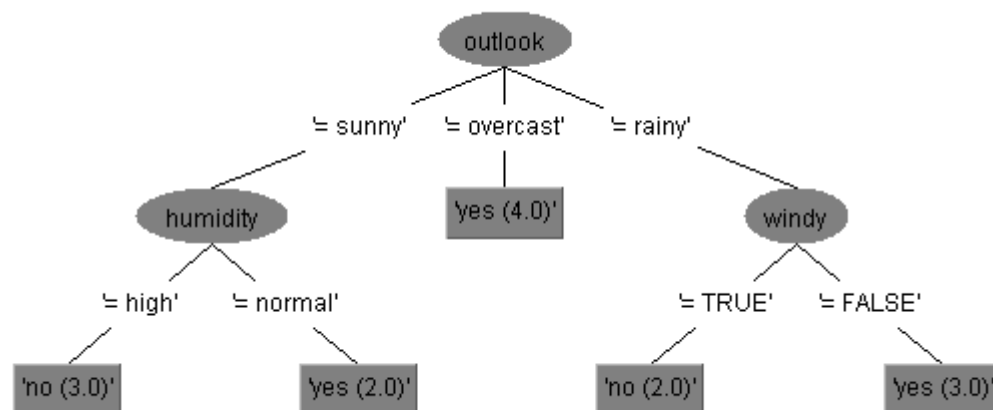 outlook
'= sunny' '= overcast' '= rainy'
humidity 'yes (4.0)' windy
'= high' '= normal' '= TRUE' '= FALSE'
'no (3.0)' 'yes (2.0)' 'no (2.0)' 'yes (3.0)'